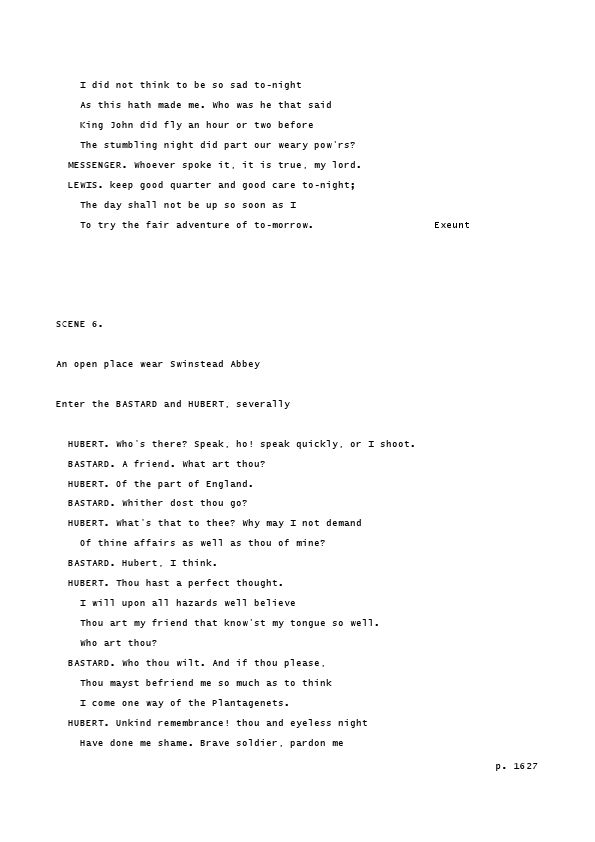 I did not think to be so sad to-night
As this hath made me. Who was he that said
King John did fly an hour or two before
The stumbling night did part our weary pow'rs?
MESSENGER. Whoever spoke it, it is true, my lord.
LEWIS. keep good quarter and good care to-night;
The day shall not be up so soon as I
To try the fair adventure of to-morrow. Exeunt
SCENE 6.
An open place wear Swinstead Abbey
Enter the BASTARD and HUBERT, severally
HUBERT. Who's there? Speak, ho! speak quickly, or I shoot.
BASTARD. A friend. What art thou?
HUBERT. Of the part of England.
BASTARD. Whither dost thou go?
HUBERT. What's that to thee? Why may I not demand
Of thine affairs as well as thou of mine?
BASTARD. Hubert, I think.
HUBERT. Thou hast a perfect thought.
I will upon all hazards well believe
Thou art my friend that know'st my tongue so well.
Who art thou?
BASTARD. Who thou wilt. And if thou please,
Thou mayst befriend me so much as to think
I come one way of the Plantagenets.
HUBERT. Unkind remembrance! thou and eyeless night
Have done me shame. Brave soldier, pardon me
p. 1627